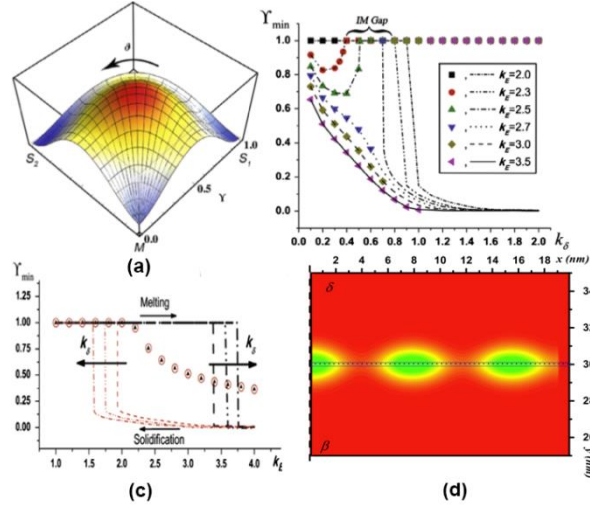 ϑ
S₂
S₁
1.0
0.5
ϒ
0.0
M
(a)
ϒmin
IM Gap
1.0
0.8
0.6
0.4
0.2
0.0
, kE=2.0
, kE=2.3
, kE=2.5
, kE=2.7
, kE=3.0
, kE=3.5
0.0 0.2 0.4 0.6 0.8 1.0 1.2 1.4 1.6 1.8 2.0
kδ
(b)
ϒmin
1.25
1.00
0.75
0.50
0.25
0.00
Melting
kδ
kδ
Solidification
1.0 1.5 2.0 2.5 3.0 3.5 4.0
kE
(c)
x (nm)
4 8 12 16 18
δ
β
(d)